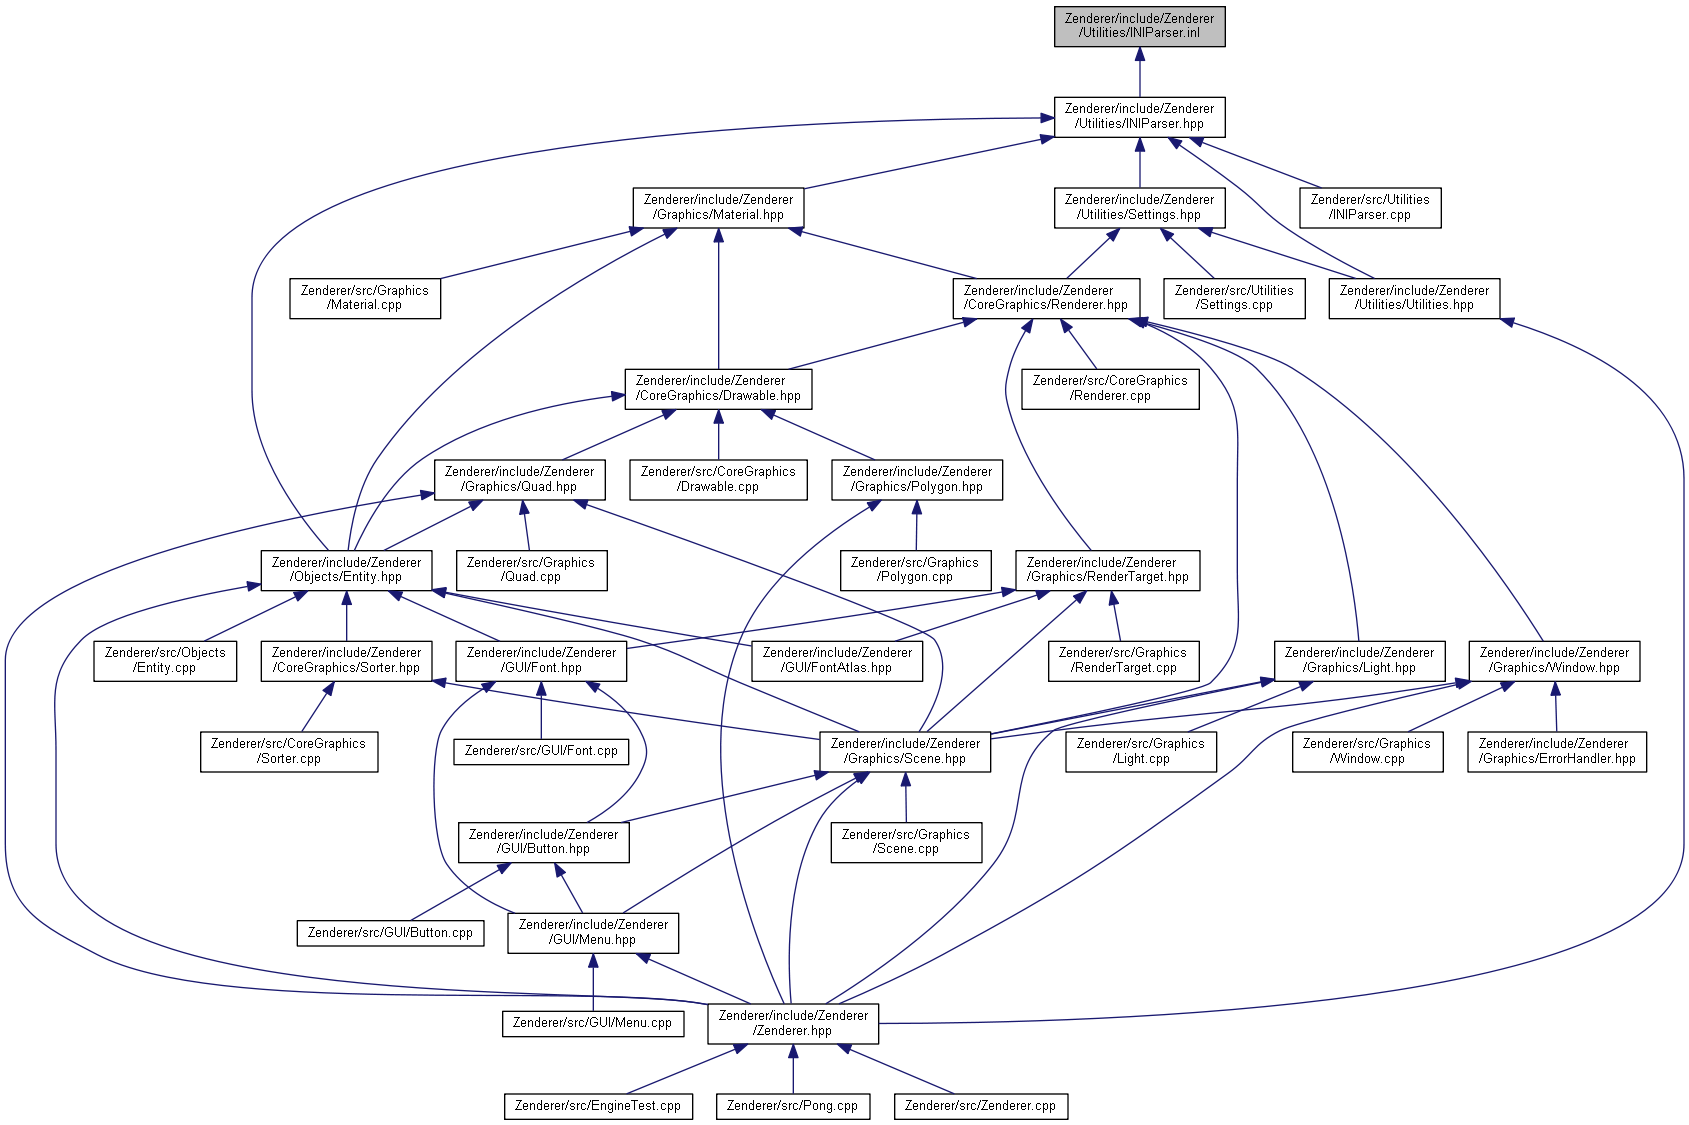 Zenderer/include/Zenderer
/Utilities/INIParser.inl
Zenderer/include/Zenderer
/Utilities/INIParser.hpp
Zenderer/include/Zenderer
/Graphics/Material.hpp
Zenderer/include/Zenderer
/Utilities/Settings.hpp
Zenderer/src/Utilities
/INIParser.cpp
Zenderer/src/Graphics
/Material.cpp
Zenderer/include/Zenderer
/CoreGraphics/Renderer.hpp
Zenderer/src/Utilities
/Settings.cpp
Zenderer/include/Zenderer
/Utilities/Utilities.hpp
Zenderer/include/Zenderer
/CoreGraphics/Drawable.hpp
Zenderer/src/CoreGraphics
/Renderer.cpp
Zenderer/include/Zenderer
/Graphics/Quad.hpp
Zenderer/src/CoreGraphics
/Drawable.cpp
Zenderer/include/Zenderer
/Graphics/Polygon.hpp
Zenderer/include/Zenderer
/Objects/Entity.hpp
Zenderer/src/Graphics
/Quad.cpp
Zenderer/src/Graphics
/Polygon.cpp
Zenderer/include/Zenderer
/Graphics/RenderTarget.hpp
Zenderer/src/Objects
/Entity.cpp
Zenderer/include/Zenderer
/CoreGraphics/Sorter.hpp
Zenderer/include/Zenderer
/GUI/Font.hpp
Zenderer/include/Zenderer
/GUI/FontAtlas.hpp
Zenderer/src/Graphics
/RenderTarget.cpp
Zenderer/include/Zenderer
/Graphics/Light.hpp
Zenderer/include/Zenderer
/Graphics/Window.hpp
Zenderer/src/CoreGraphics
/Sorter.cpp
Zenderer/src/GUI/Font.cpp
Zenderer/include/Zenderer
/Graphics/Scene.hpp
Zenderer/src/Graphics
/Light.cpp
Zenderer/src/Graphics
/Window.cpp
Zenderer/include/Zenderer
/Graphics/ErrorHandler.hpp
Zenderer/include/Zenderer
/GUI/Button.hpp
Zenderer/src/Graphics
/Scene.cpp
Zenderer/src/GUI/Button.cpp
Zenderer/include/Zenderer
/GUI/Menu.hpp
Zenderer/src/GUI/Menu.cpp
Zenderer/include/Zenderer
/Zenderer.hpp
Zenderer/src/EngineTest.cpp
Zenderer/src/Pong.cpp
Zenderer/src/Zenderer.cpp